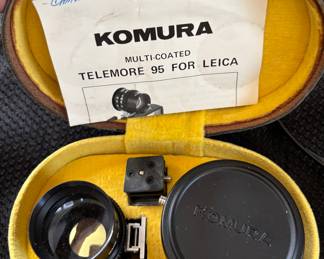 KOMURA
MULTI-COATED
TELEMORE 95 FOR LEICA
KOMURA